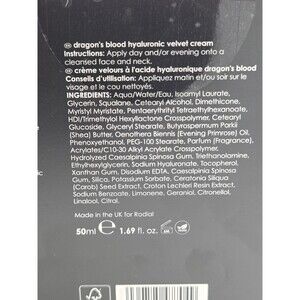 dragon's blood hyaluronic velvet cream
Instructions: Apply day and/or evening onto a
cleansed face and neck.
crème velours à l'acide hyaluronique dragon's blood
Conseils d'utilisation: Appliquez matin et/ou soir sur le
visage et le cou nettoyés.
INGREDIENTS: Aqua/Water/Eau, Isoamyl Laurate,
Glycerin, Squalane, Cetearyl Alcohol, Dimethicone,
Myristyl Myristate, Pentaerythrityl Tetraethylhexanoate,
HDI/Trimethylol Hexyllactone Crosspolymer, Cetearyl
Glucoside, Glyceryl Stearate, Butyrospermum Parkii
(Shea) Butter, Oenothera Biennis (Evening Primrose) Oil,
Phenoxyethanol, PEG-100 Stearate, Parfum (Fragrance),
Acrylates/C10-30 Alkyl Acrylate Crosspolymer,
Hydrolyzed Caesalpinia Spinosa Gum, Triethanolamine,
Ethylhexylglycerin, Sodium Hyaluronate, Tocopherol,
Xanthan Gum, Disodium EDTA, Caesalpinia Spinosa
Gum, Silica, Potassium Sorbate, Ceratonia Siliqua
(Carob) Seed Extract, Croton Lechleri Resin Extract,
Sodium Benzoate, Limonene, Geraniol, Citronellol,
Linalool, Citral.
Made in the UK for Rodial
50ml ℮ 1.69 fl. oz.
FSC